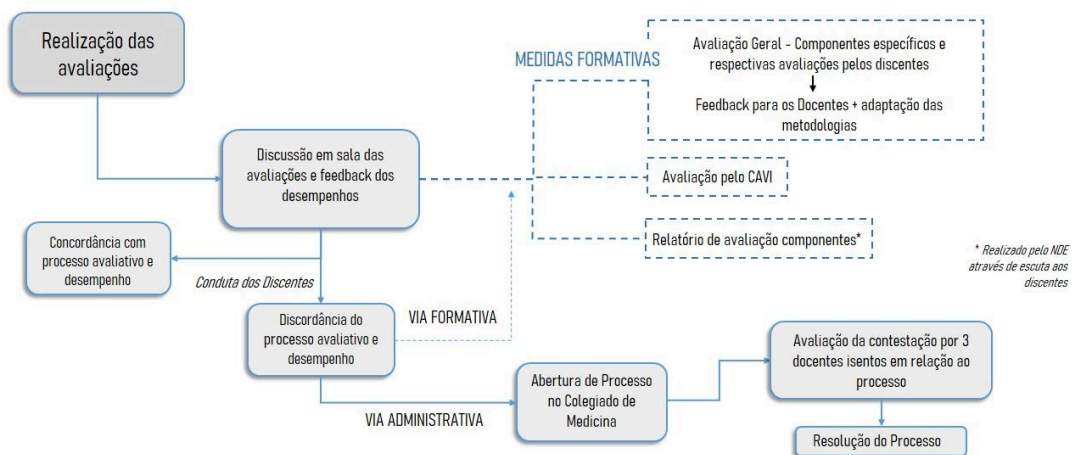 Realização das
avaliações
MEDIDAS FORMATIVAS
Avaliação Geral - Componentes específicos e
respectivas avaliações pelos discentes
Feedback para os Docentes + adaptação das
metodologias
Discussão em sala das
avaliações e feedback dos
desempenhos
Avaliação pelo CAVI
Relatório de avaliação componentes*
* Realizado pelo NDE
através de escuta aos
discentes
Concordância com
processo avaliativo e
desempenho
Conduta dos Discentes
Discordância do
processo avaliativo e
desempenho
VIA FORMATIVA
VIA ADMINISTRATIVA
Abertura de Processo
no Colegiado de
Medicina
Avaliação da contestação por 3
docentes isentos em relação ao
processo
Resolução do Processo